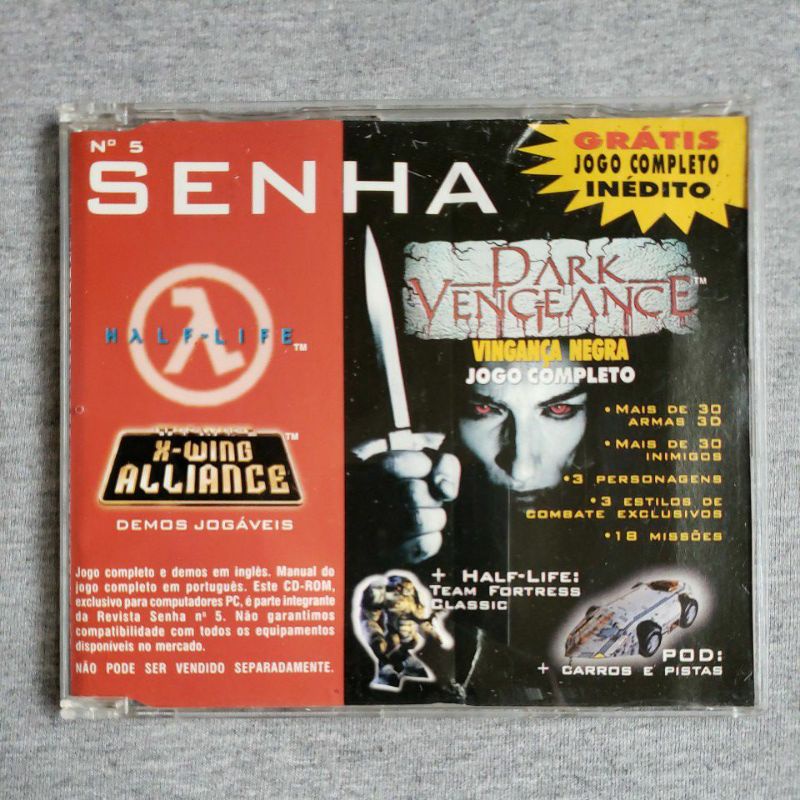 Nº 5
SENHA
GRÁTIS
JOGO COMPLETO
INÉDITO
HALF-LIFE™
DARK
VENGEANCE™
VINGANÇA NEGRA
JOGO COMPLETO
X-WING
ALLIANCE™
DEMOS JOGÁVEIS
•MAIS DE 30
ARMAS 3D
•MAIS DE 30
INIMIGOS
•3 PERSONAGENS
•3 ESTILOS DE
COMBATE EXCLUSIVOS
•18 MISSÕES
Jogo completo e demos em inglês. Manual do
jogo completo em português. Este CD-ROM,
exclusivo para computadores PC, é parte integrante
da Revista Senha nº 5. Não garantimos
compatibilidade com todos os equipamentos
disponíveis no mercado.
NÃO PODE SER VENDIDO SEPARADAMENTE.
+ HALF-LIFE:
TEAM FORTRESS
CLASSIC
POD:
+ CARROS E PISTAS